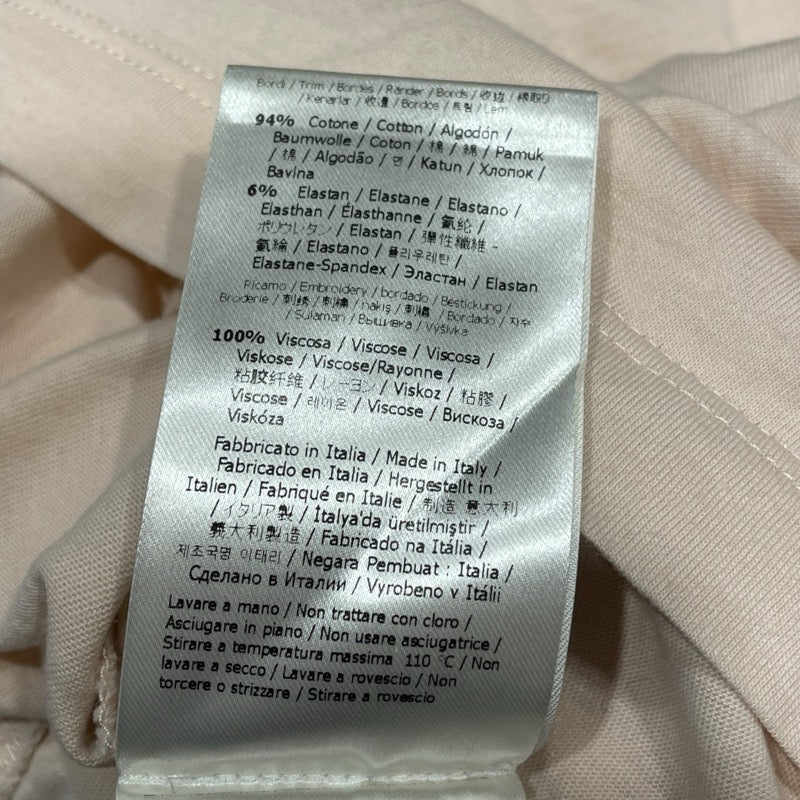 Bordi / Trim / Bordes / Ränder / Bords / 收边 / 縁取り
/ Kenarlar / 收邊 / Bordos / 트림 / Lem
94% Cotone / Cotton / Algodón /
Baumwolle / Coton / 棉 / 綿 / Pamuk
/ 棉 / Algodão / 면 / Katun / Хлопок /
Bavlna
6% Elastan / Elastane / Elastano /
Elasthan / Élasthanne / 氨纶 /
ポリウレタン / Elastan / 彈性纖維 -
氨綸 / Elastano / 폴리우레탄 /
Elastane-Spandex / Эластан / Elastan
Ricamo / Embroidery / bordado / Bestickung /
Broderie / 刺绣 / 刺繍 / nakış / 刺繡 / Bordado / 자수
/ Sulaman / Вышивка / Výšivka
100% Viscosa / Viscose / Viscosa /
Viskose / Viscose/Rayonne /
粘胶纤维 / レーヨン / Viskoz / 粘膠 /
Viscose / 레이온 / Viscose / Вискоза /
Viskóza
Fabbricato in Italia / Made in Italy /
Fabricado en Italia / Hergestellt in
Italien / Fabriqué en Italie / 制造 意大利
/ イタリア製 / İtalya'da üretilmiştir /
義大利製造 / Fabricado na Itália /
제조국명 이태리 / Negara Pembuat : Italia /
Сделано в Италии / Vyrobeno v Itálii
Lavare a mano / Non trattare con cloro /
Asciugare in piano / Non usare asciugatrice /
Stirare a temperatura massima 110 °C / Non
lavare a secco / Lavare a rovescio / Non
torcere o strizzare / Stirare a rovescio